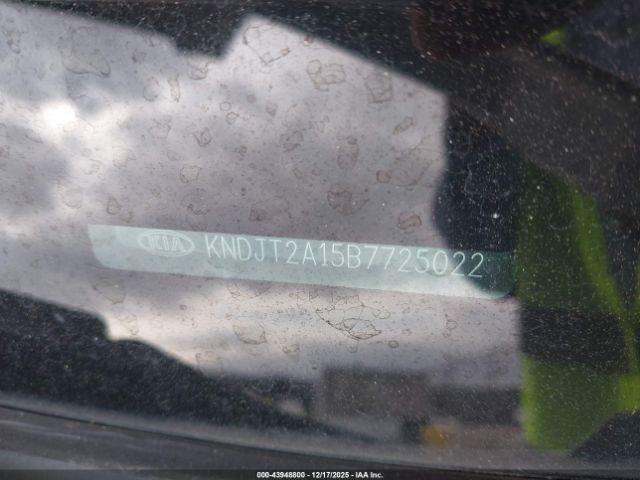 KIA KNDJT2A15B7725022
000-43948800 | 12/17/2025 | IAA Inc.